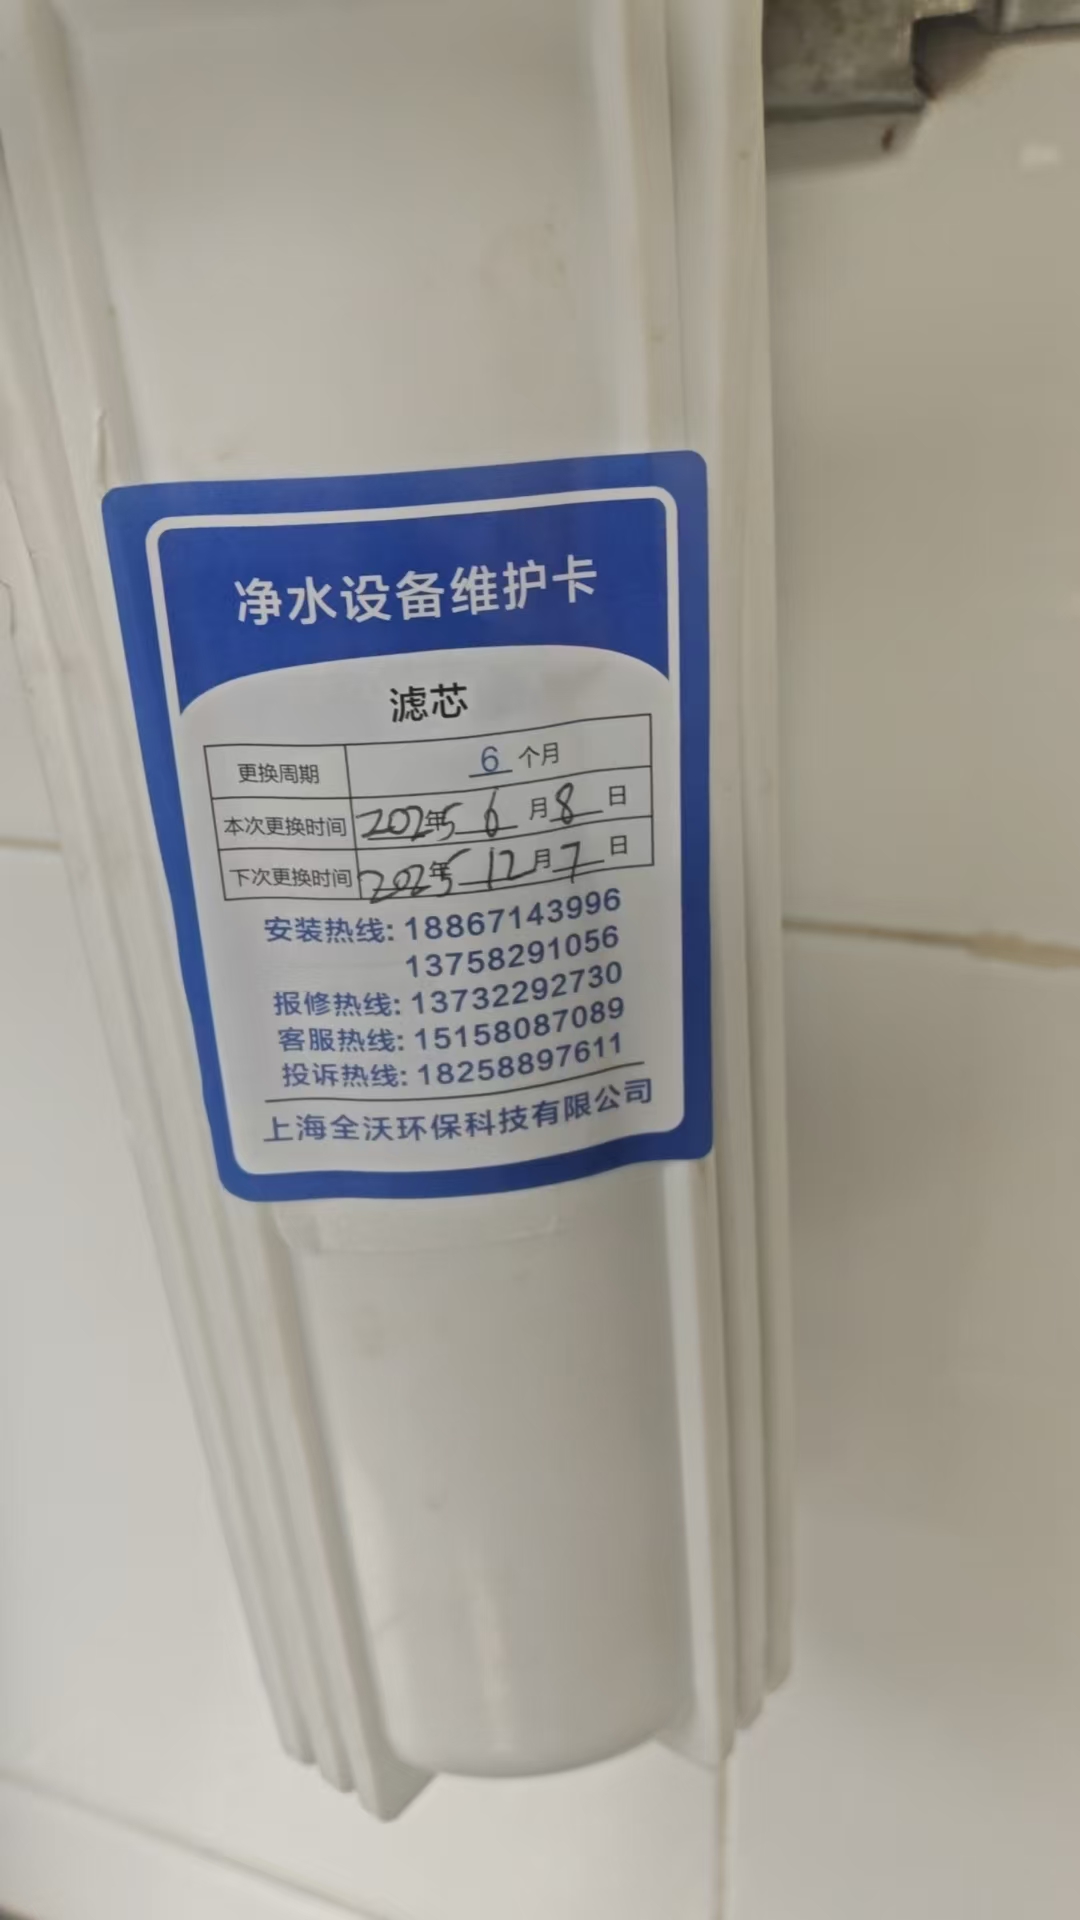 净水设备维护卡
滤芯
更换周期 6 个月
本次更换时间 2025年 6 月 8 日
下次更换时间 2025年 12 月 7 日
安装热线: 18867143996
13758291056
报修热线: 13732292730
客服热线: 15158087089
投诉热线: 18258897611
上海全沃环保科技有限公司